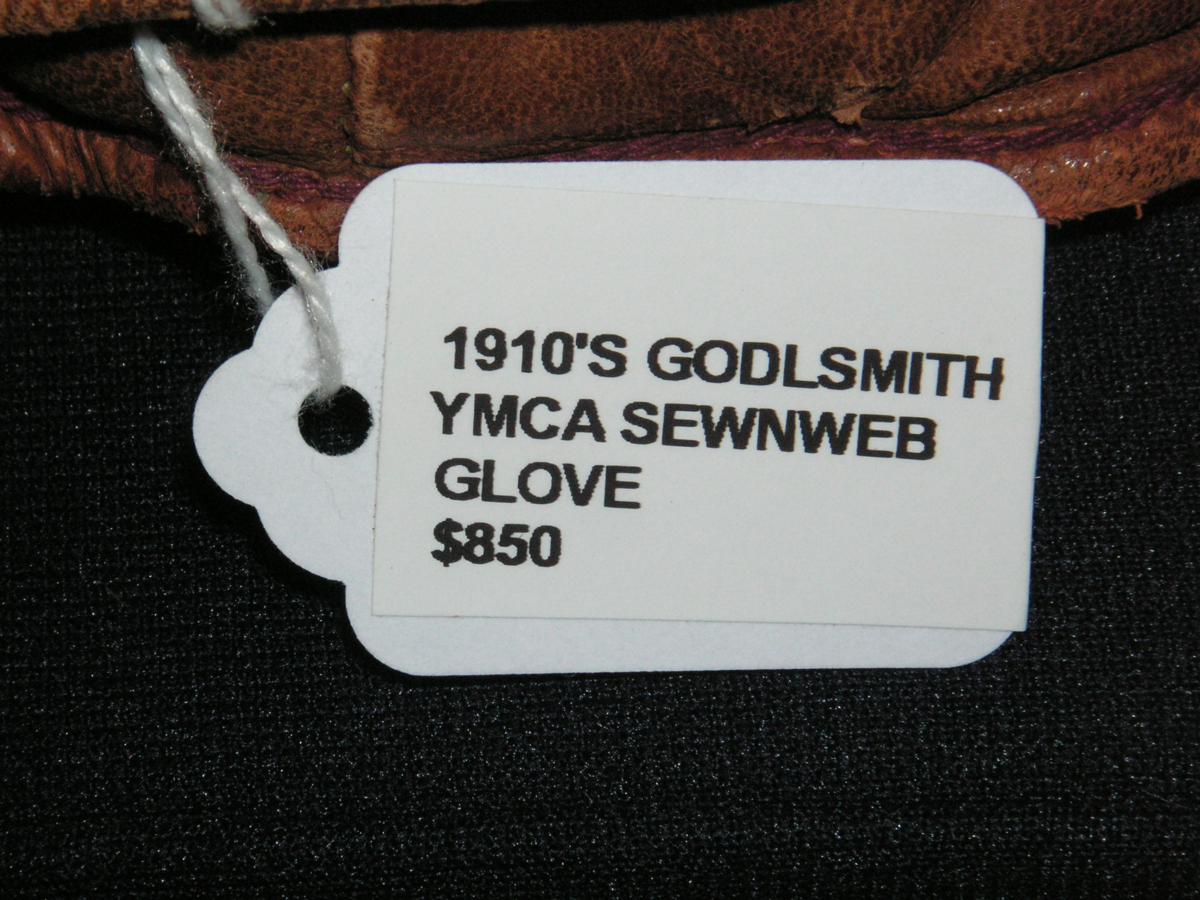 1910'S GODLSMITH
YMCA SEWNWEB
GLOVE
$850